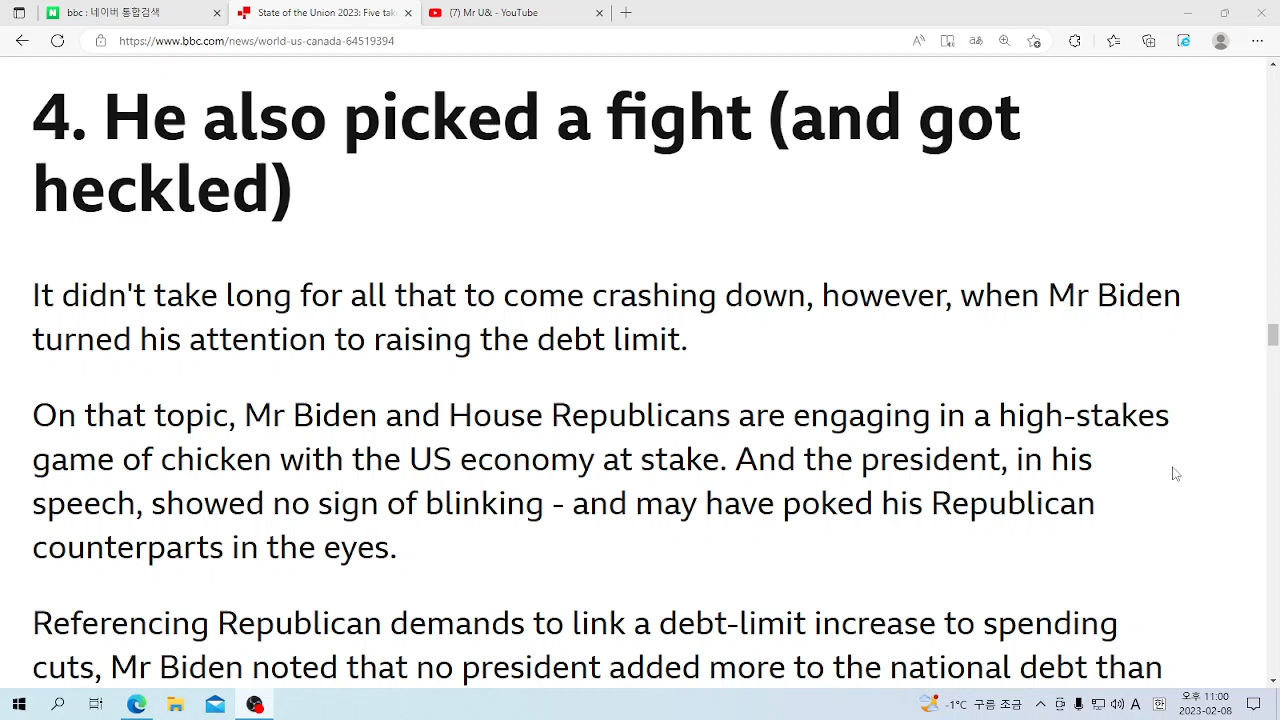 bbc : 네이버 통합검색
State of the Union 2023: Five take
(7) Mr U& - YouTube
https://www.bbc.com/news/world-us-canada-64519394
4. He also picked a fight (and got
heckled)
It didn't take long for all that to come crashing down, however, when Mr Biden
turned his attention to raising the debt limit.
On that topic, Mr Biden and House Republicans are engaging in a high-stakes
game of chicken with the US economy at stake. And the president, in his
speech, showed no sign of blinking - and may have poked his Republican
counterparts in the eyes.
Referencing Republican demands to link a debt-limit increase to spending
cuts, Mr Biden noted that no president added more to the national debt than
-1°C 구름 조금
A
오후 11:00
2023-02-08